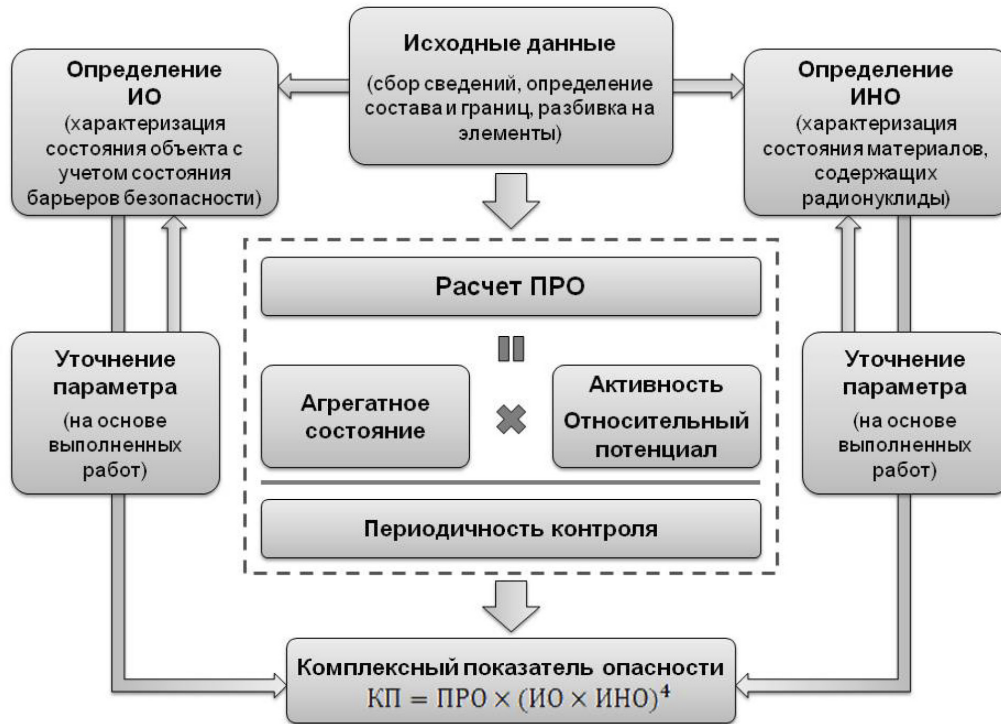 Исходные данные
(сбор сведений, определение
состава и границ, разбивка на
элементы)
Определение
ИО
(характеризация
состояния объекта с
учетом состояния
барьеров безопасности)
Определение
ИНО
(характеризация
состояния материалов,
содержащих
радионуклиды)
Расчет ПРО
Агрегатное
состояние
Активность
Относительный
потенциал
Периодичность контроля
Уточнение
параметра
(на основе
выполненных
работ)
Уточнение
параметра
(на основе
выполненных
работ)
Комплексный показатель опасности
КП = ПРО × (ИО × ИНО)⁴